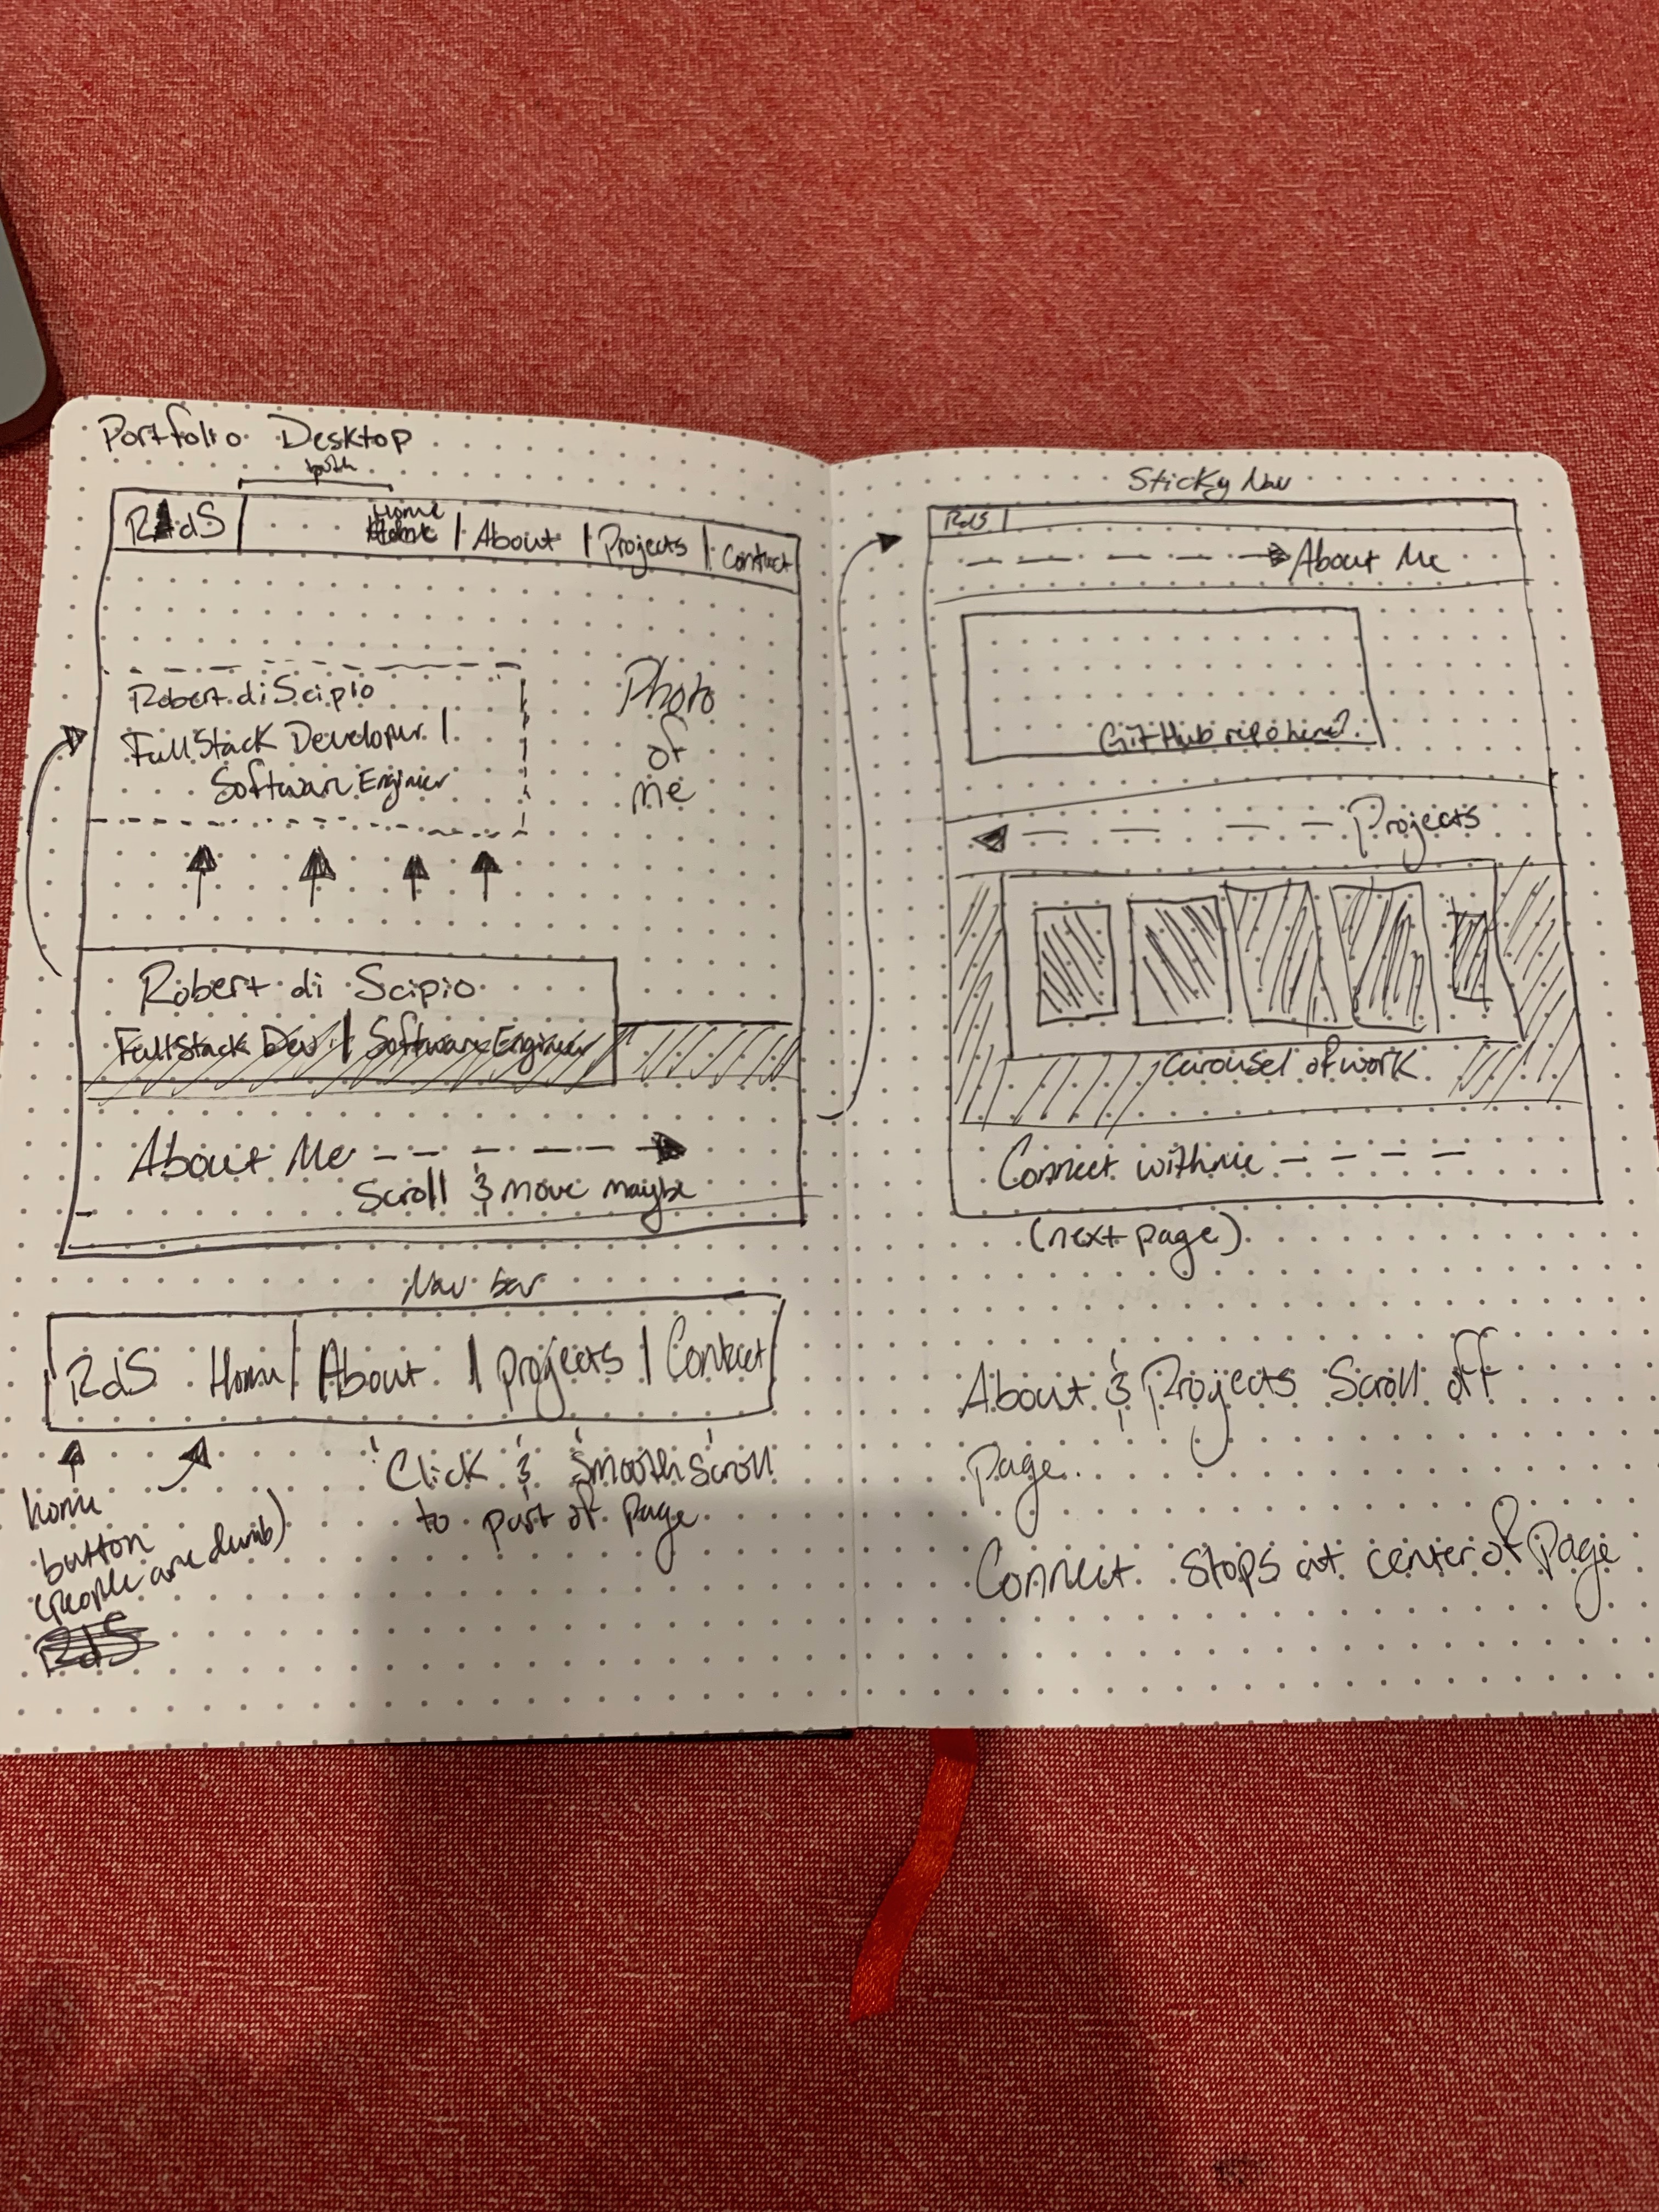 Portfolio Desktop
both
RdS
Home
| About | Projects | Contact
Robert di Scipio
FullStack Developer |
Software Engineer
Photo
of
me
Robert di Scipio
FullStack Dev | Software Engineer
About Me
Scroll & move maybe
Nav bar
RdS Home | About | Projects | Contact
home
button
(people are dumb)
RdS
Click & Smooth scroll
to part of page
Sticky Nav
RdS |
About Me
GitHub repo here?
Projects
Carousel of work
Connect with me
(next page)
About & Projects Scroll off
Page.
Connect stops at center of Page